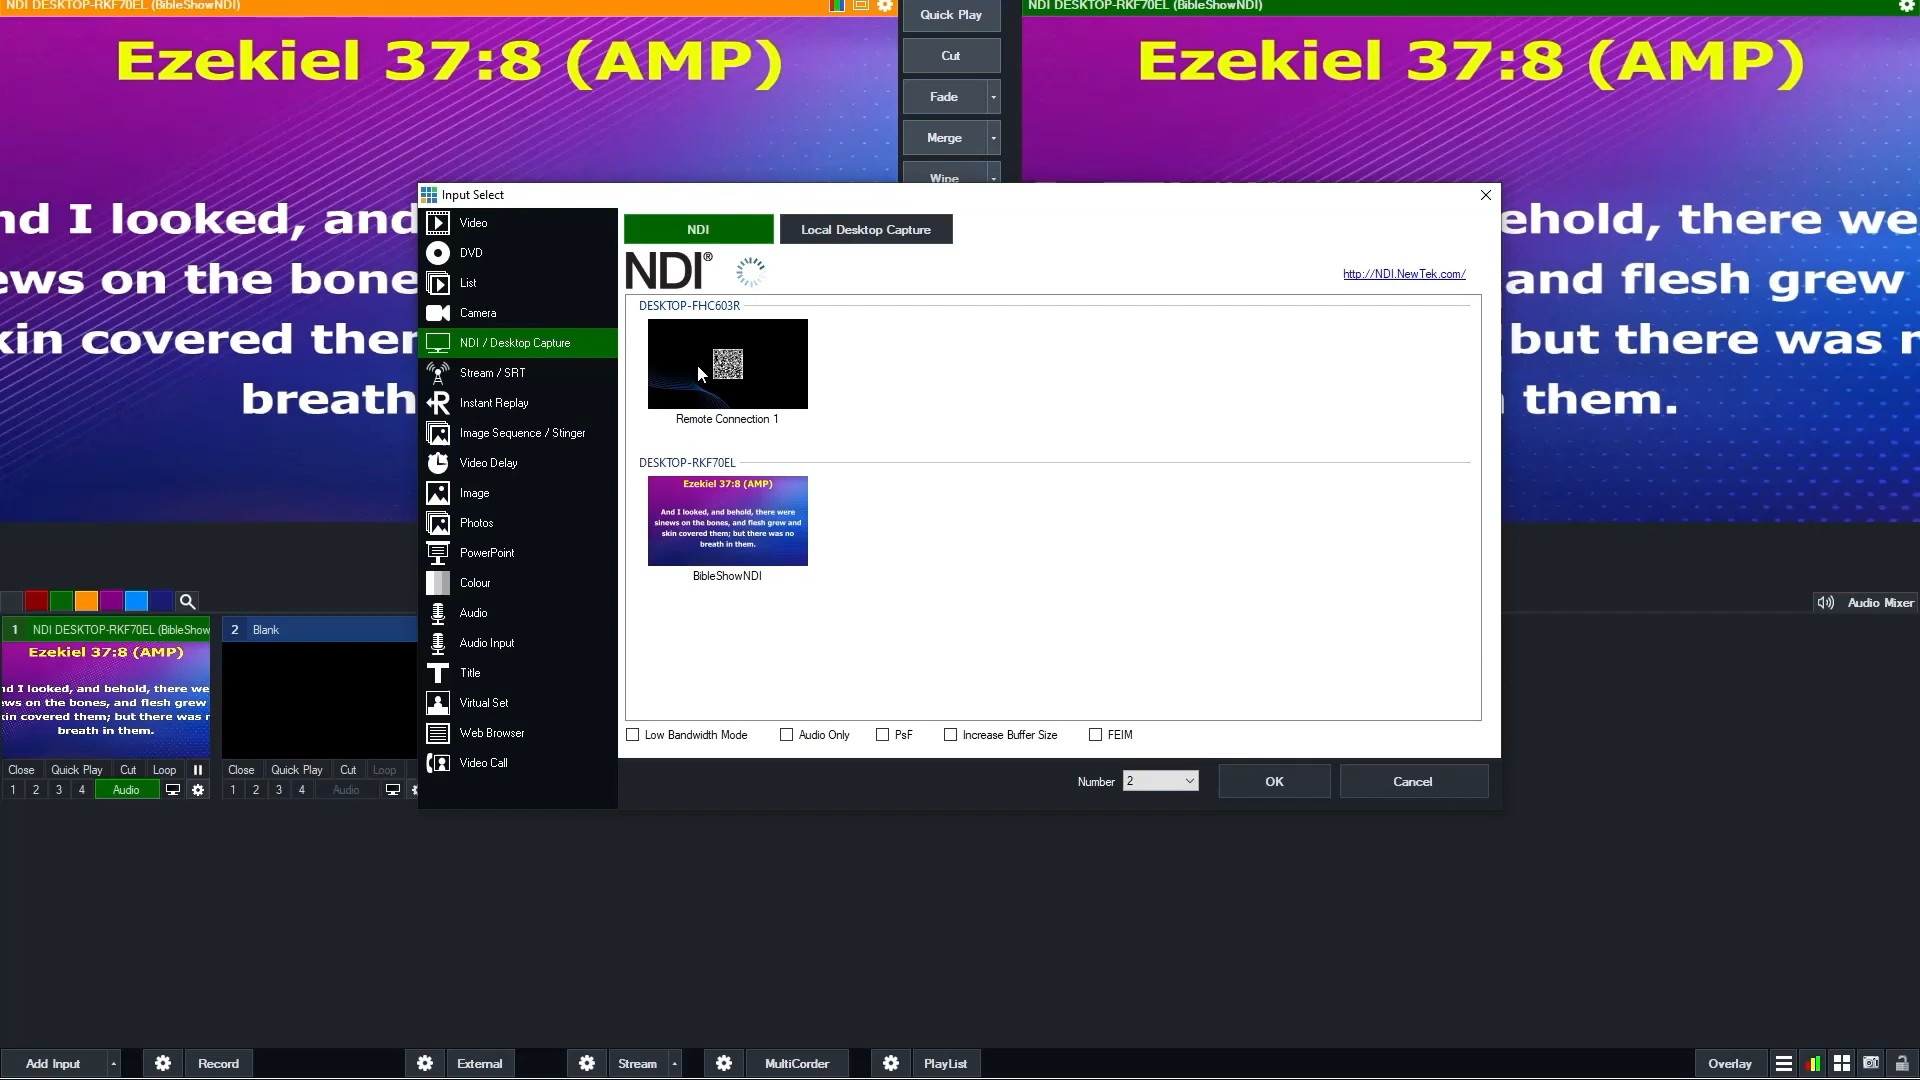 NDI DESKTOP-RKF70EL (BibleShowNDI)
Ezekiel 37:8 (AMP)
nd I looked, and
ews on the bone
kin covered ther
breath
Quick Play
Cut
Fade
Merge
Wipe
NDI DESKTOP-RKF70EL (BibleShowNDI)
Ezekiel 37:8 (AMP)
ehold, there we
and flesh grew
but there was n
them.
Input Select
Video
DVD
List
Camera
NDI / Desktop Capture
Stream / SRT
Instant Replay
Image Sequence / Stinger
Video Delay
Image
Photos
PowerPoint
Colour
Audio
Audio Input
Title
Virtual Set
Web Browser
Video Call
NDI Local Desktop Capture
NDI®
http://NDI.NewTek.com/
DESKTOP-FHC603R
Remote Connection 1
DESKTOP-RKF70EL
Ezekiel 37:8 (AMP)
And I looked, and behold, there were
sinews on the bones, and flesh grew and
skin covered them; but there was no
breath in them.
BibleShowNDI
Low Bandwidth Mode Audio Only PsF Increase Buffer Size FEIM
Number 2 OK Cancel
Audio Mixer
1 NDI DESKTOP-RKF70EL (BibleShow
Ezekiel 37:8 (AMP)
nd I looked, and behold, there we
ews on the bones, and flesh grew
kin covered them; but there was n
breath in them.
Close Quick Play Cut Loop
1 2 3 4 Audio
2 Blank
Close Quick Play Cut Loop
1 2 3 4 Audio
Add Input Record External Stream MultiCorder PlayList Overlay